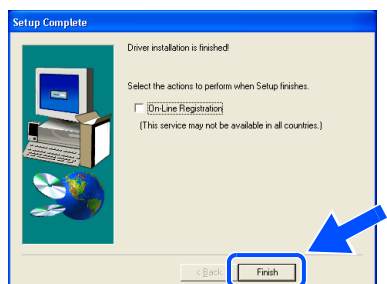 Setup Complete
Driver installation is finished!
Select the actions to perform when Setup finishes.
On-Line Registration
(This service may not be available in all countries.)
< Back
Finish